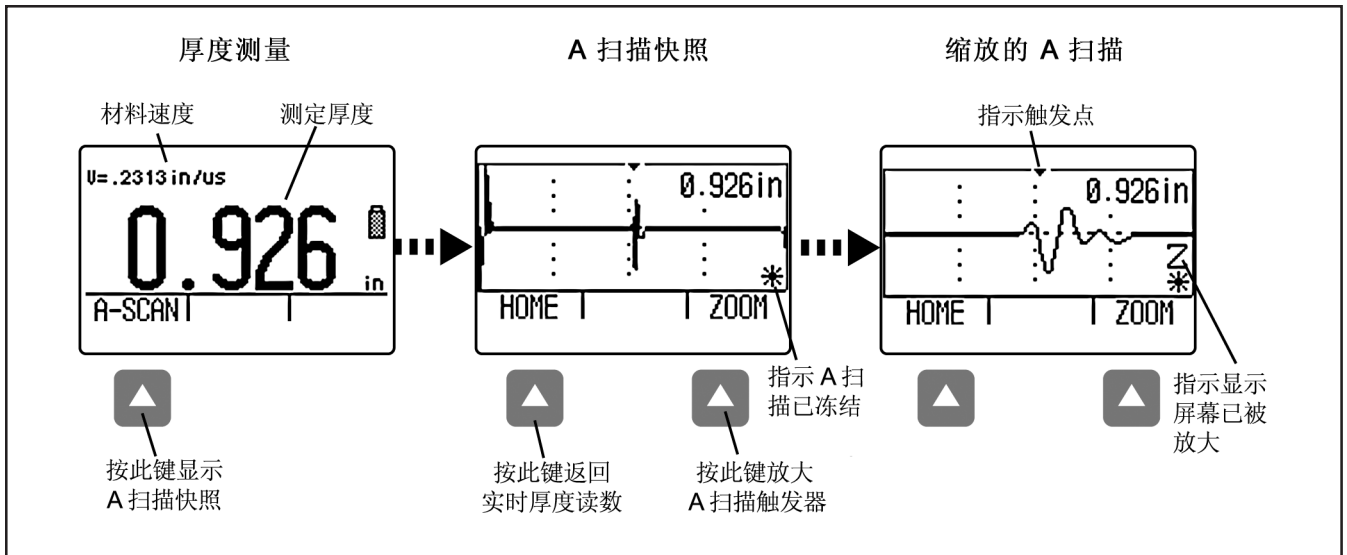 厚度测量
材料速度
测定厚度
V=.2313in/us
0.926
in
A-SCAN
按此键显示
A 扫描快照
A 扫描快照
0.926in
HOME
ZOOM
指示 A 扫
描已冻结
按此键返回
实时厚度读数
按此键放大
A 扫描触发器
缩放的 A 扫描
指示触发点
0.926in
Z
HOME
ZOOM
指示显示
屏幕已被
放大